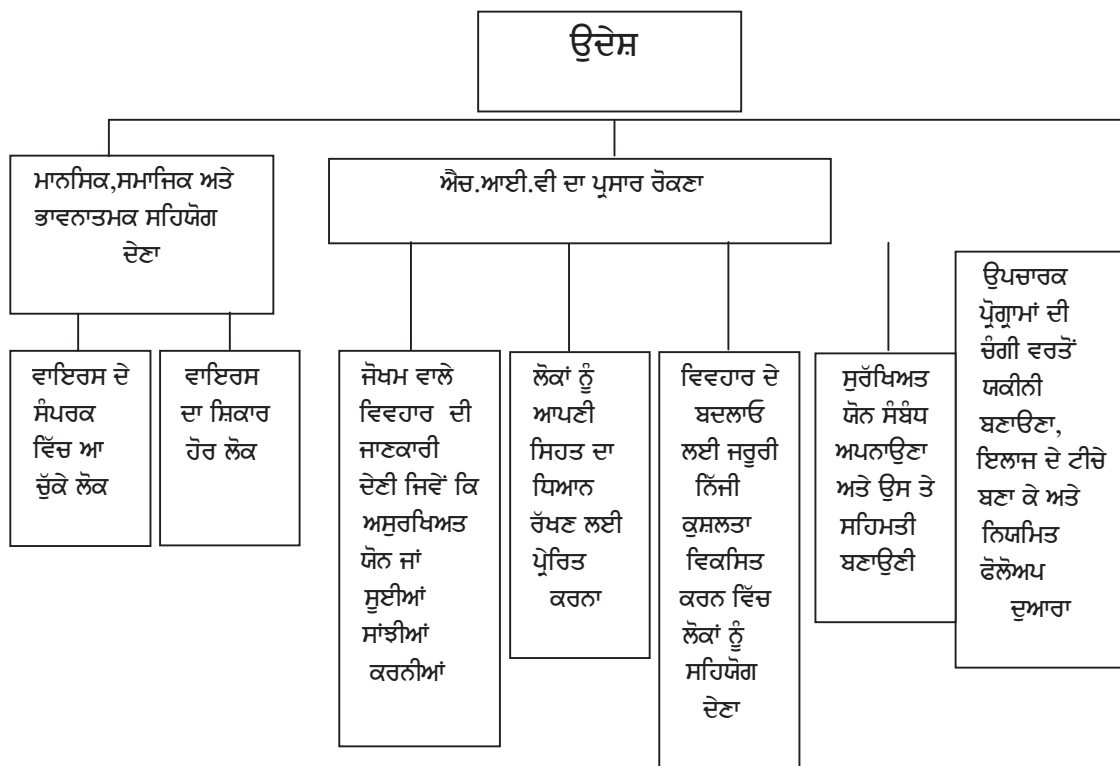 ਉਦੇਸ਼
ਮਾਨਸਿਕ,ਸਮਾਜਿਕ ਅਤੇ
ਭਾਵਨਾਤਮਕ ਸਹਿਯੋਗ
ਦੇਣਾ
ਐਚ.ਆਈ.ਵੀ ਦਾ ਪ੍ਰਸਾਰ ਰੋਕਣਾ
ਵਾਇਰਸ ਦੇ
ਸੰਪਰਕ
ਵਿੱਚ ਆ
ਚੁੱਕੇ ਲੋਕ
ਵਾਇਰਸ
ਦਾ ਸ਼ਿਕਾਰ
ਹੋਰ ਲੋਕ
ਜੋਖਮ ਵਾਲੇ
ਵਿਵਹਾਰ ਦੀ
ਜਾਣਕਾਰੀ
ਦੇਣੀ ਜਿਵੇਂ ਕਿ
ਅਸੁਰਖਿਅਤ
ਯੋਨ ਜਾਂ
ਸੂਈਆਂ
ਸਾਂਝੀਆਂ
ਕਰਨੀਆਂ
ਲੋਕਾਂ ਨੂੰ
ਆਪਣੀ
ਸਿਹਤ ਦਾ
ਧਿਆਨ
ਰੱਖਣ ਲਈ
ਪ੍ਰੇਰਿਤ
ਕਰਨਾ
ਵਿਵਹਾਰ ਦੇ
ਬਦਲਾਓ
ਲਈ ਜਰੂਰੀ
ਨਿੱਜੀ
ਕੁਸ਼ਲਤਾ
ਵਿਕਸਿਤ
ਕਰਨ ਵਿੱਚ
ਲੋਕਾਂ ਨੂੰ
ਸਹਿਯੋਗ
ਦੇਣਾ
ਸੁਰੱਖਿਅਤ
ਯੋਨ ਸੰਬੰਧ
ਅਪਨਾਉਣਾ
ਅਤੇ ਉਸ ਤੇ
ਸਹਿਮਤੀ
ਬਣਾਉਣੀ
ਉਪਚਾਰਕ
ਪ੍ਰੋਗ੍ਰਾਮਾਂ ਦੀ
ਚੰਗੀ ਵਰਤੋਂ
ਯਕੀਨੀ
ਬਣਾਓਣਾ,
ਇਲਾਜ ਦੇ ਟੀਚੇ
ਬਣਾ ਕੇ ਅਤੇ
ਨਿਯਮਿਤ
ਫੋਲੋਅਪ
ਦੁਆਰਾ